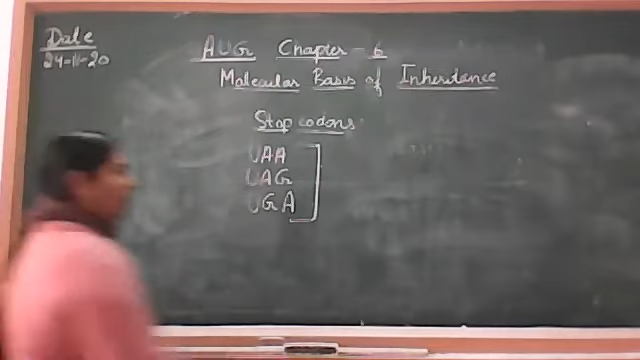 Date
24-11-20
AUG Chapter - 6
Molecular Basis of Inheritance
Stop codons
UAA
UAG
UGA